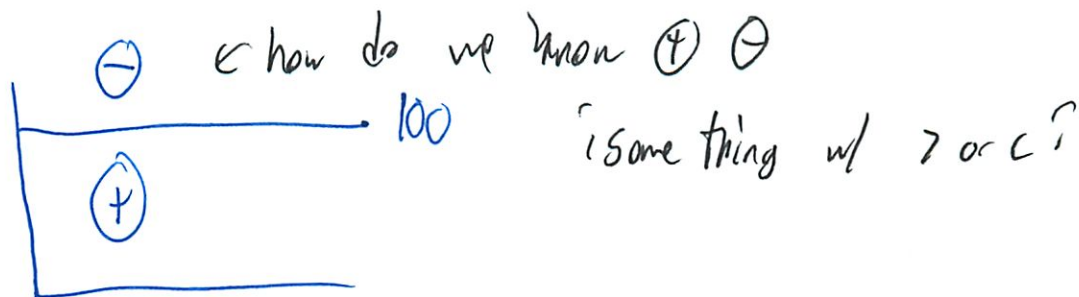 ⊖ ← how do we know ⊕ ⊖
100 ¿Something w/ > or <?
⊕